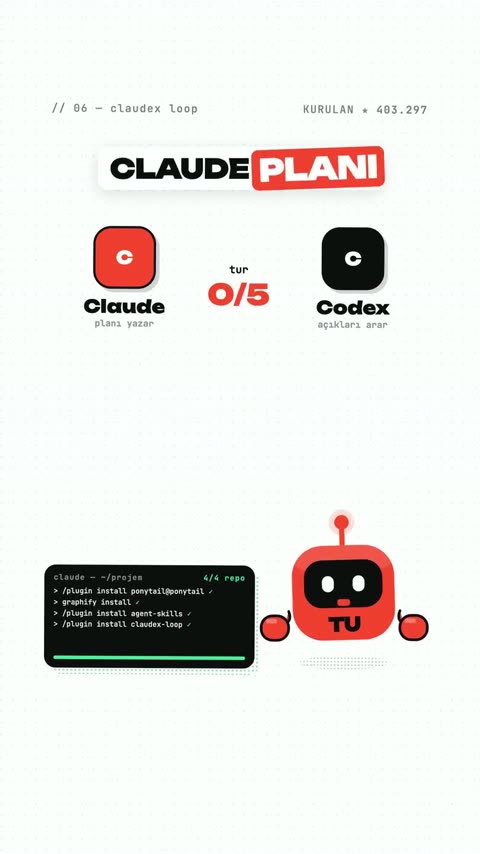 // 06 — claudex loop
KURULAN ★ 403.297
CLAUDE PLANI
C
Claude
planı yazar
tur
0/5
C
Codex
açıkları arar
claude — ~/projem
4/4 repo
> /plugin install ponytail@ponytail ✓
> graphify install ✓
> /plugin install agent-skills ✓
> /plugin install claudex-loop ✓
TU